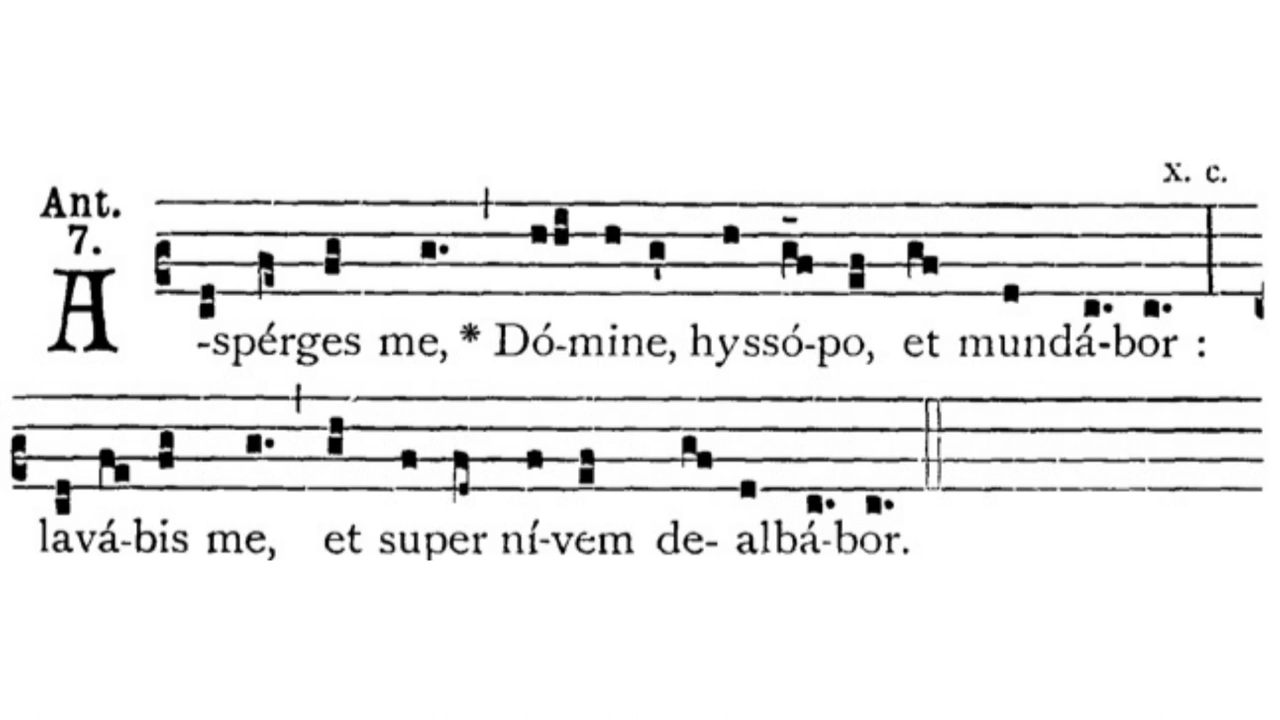 x. c.
Ant.
7.
A-spérges me, * Dó-mine, hyssó-po, et mundá-bor :
lavá-bis me, et super ní-vem de- albá-bor.